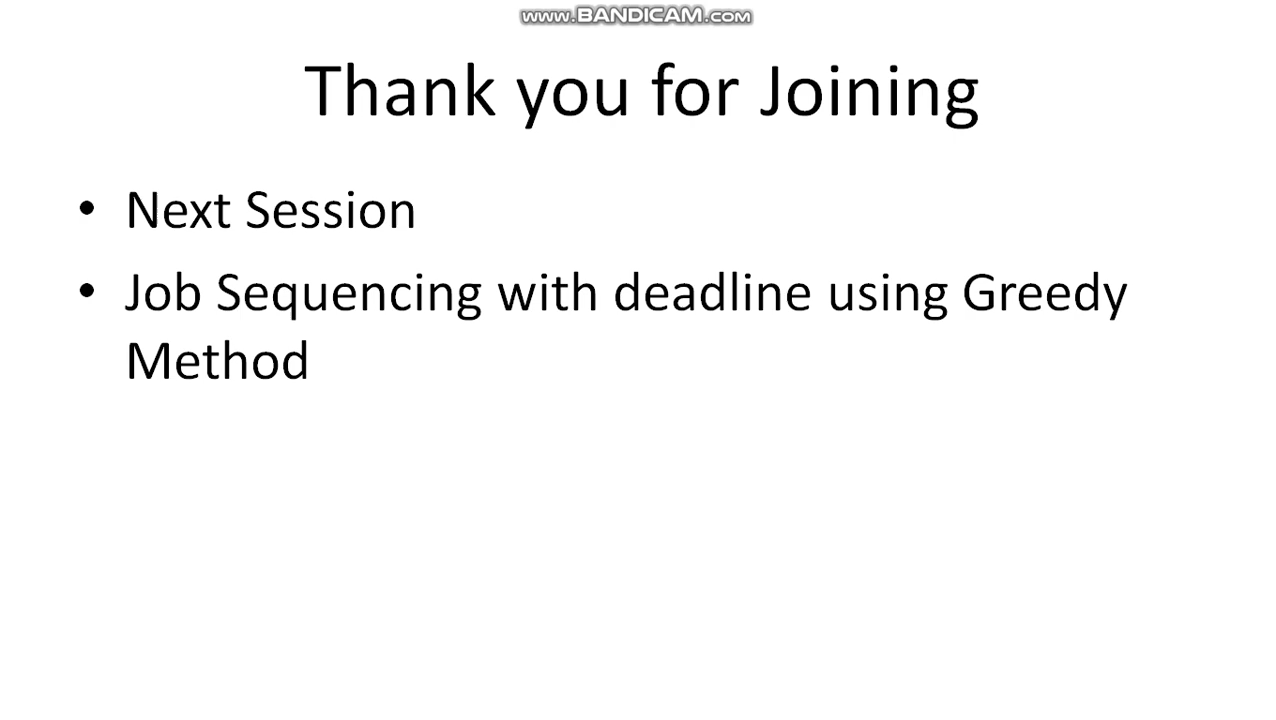 www.BANDICAM.com
Thank you for Joining
• Next Session
• Job Sequencing with deadline using Greedy
Method